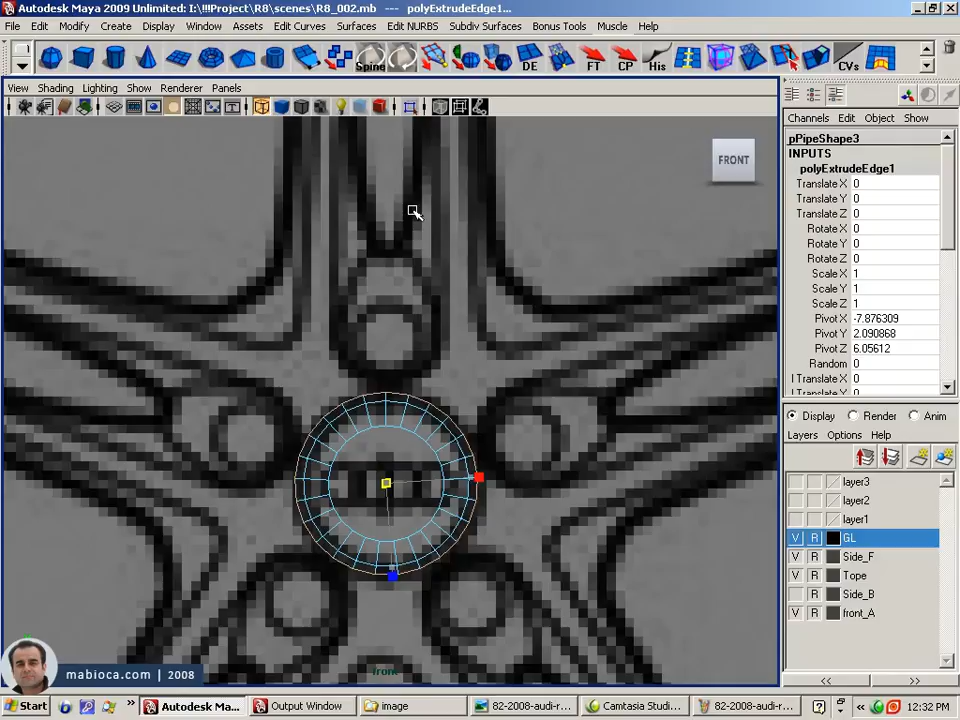 Autodesk Maya 2009 Unlimited: I:\!!!Project\R8\scenes\R8_002.mb --- polyExtrudeEdge1...
File Edit Modify Create Display Window Assets Edit Curves Surfaces Edit NURBS Subdiv Surfaces Bonus Tools Muscle Help
Spine DE FT CP His CVs
View Shading Lighting Show Renderer Panels
Channels Edit Object Show
FRONT
pPipeShape3
INPUTS
polyExtrudeEdge1
Translate X 0
Translate Y 0
Translate Z 0
Rotate X 0
Rotate Y 0
Rotate Z 0
Scale X 1
Scale Y 1
Scale Z 1
Pivot X -7.876309
Pivot Y 2.090868
Pivot Z 6.05612
Random 0
l Translate X 0
l Translate Y 0
Display Render Anim
Layers Options Help
layer3
layer2
layer1
V R GL
V R Side_F
V R Tope
R Side_B
V R front_A
front
mabioca.com | 2008
Start Autodesk Maya 200... Output Window image 82-2008-audi-r... Camtasia Studi... 82-2008-audi-r... 12:32 PM